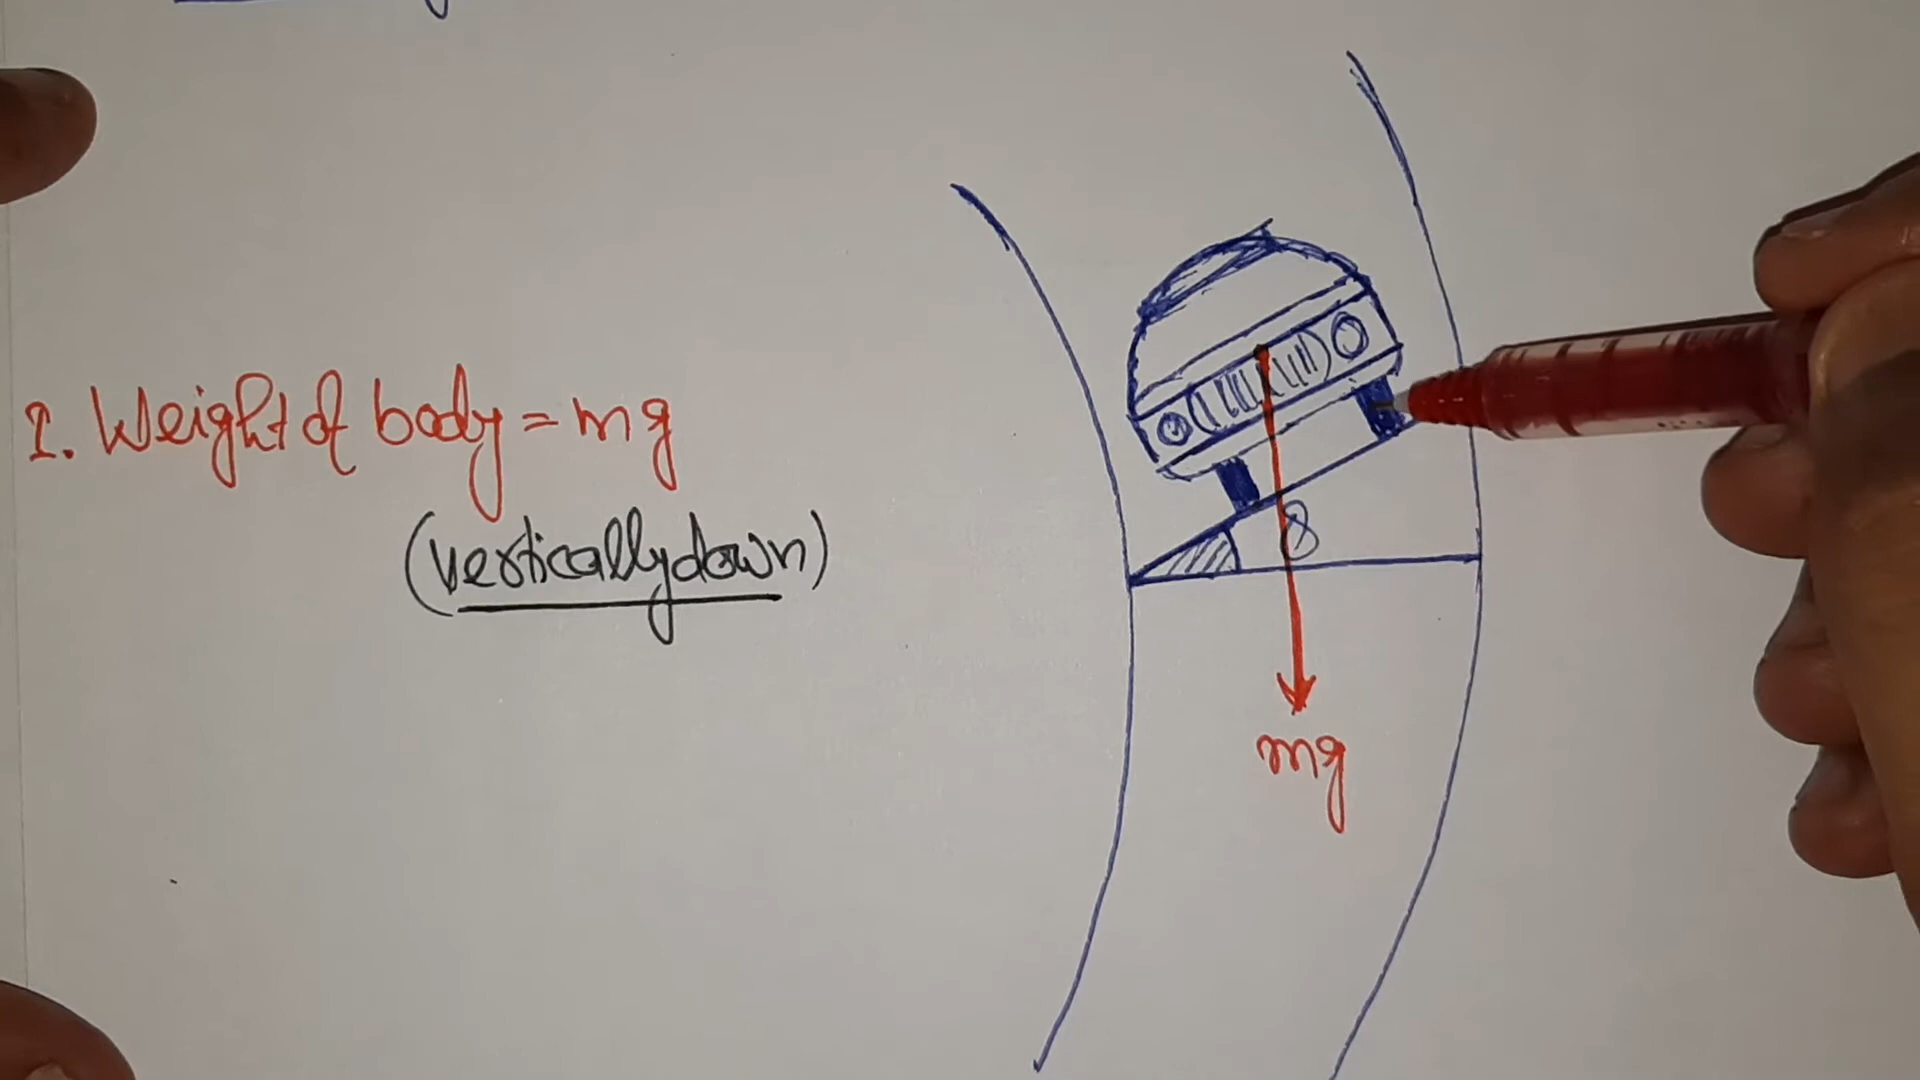 1. Weight of body = mg
(vertically down)
θ
mg